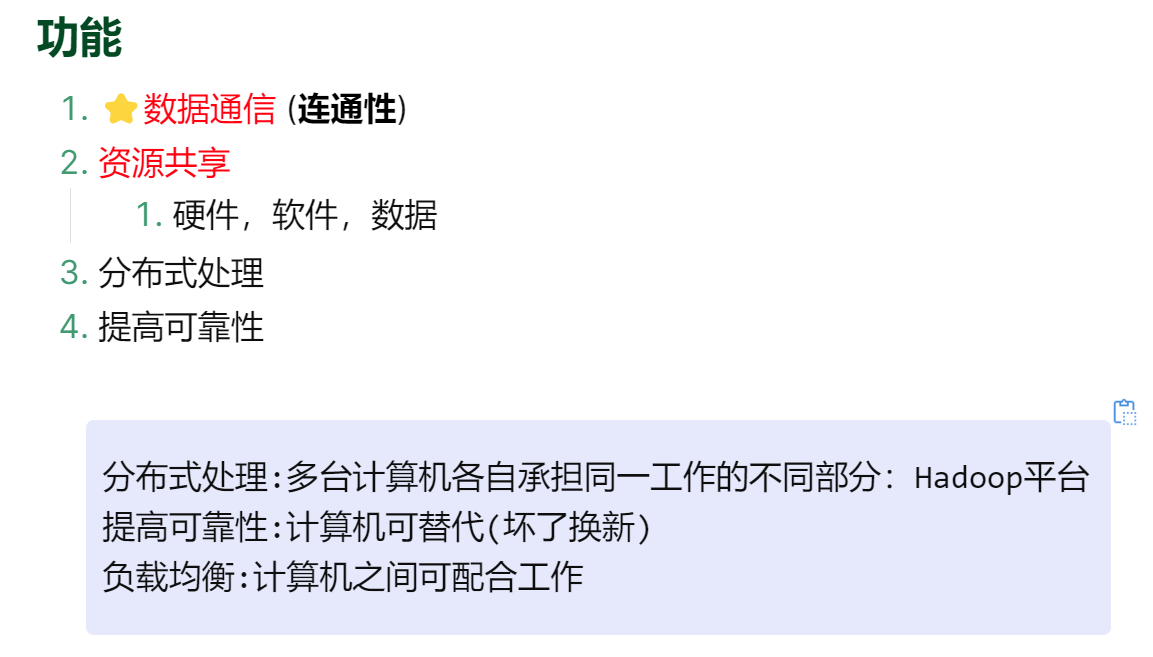 功能
1. ⭐数据通信 (连通性)
2. 资源共享
1. 硬件，软件，数据
3. 分布式处理
4. 提高可靠性
分布式处理:多台计算机各自承担同一工作的不同部分：Hadoop平台
提高可靠性:计算机可替代(坏了换新)
负载均衡:计算机之间可配合工作